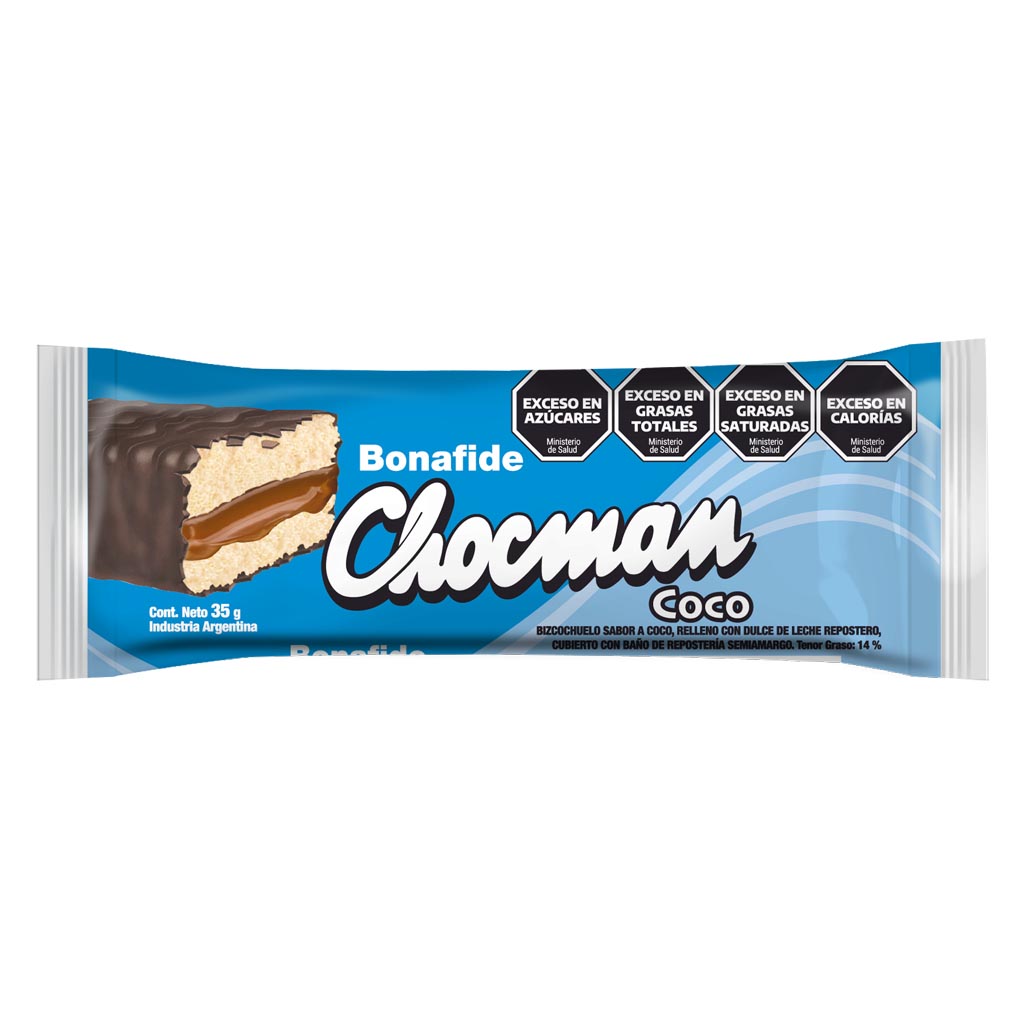 EXCESO EN
AZÚCARES
Ministerio
de Salud
EXCESO EN
GRASAS
TOTALES
Ministerio
de Salud
EXCESO EN
GRASAS
SATURADAS
Ministerio
de Salud
EXCESO EN
CALORÍAS
Ministerio
de Salud
Bonafide
Chocman
Coco
Cont. Neto 35 g
Industria Argentina
BIZCOCHUELO SABOR A COCO, RELLENO CON DULCE DE LECHE REPOSTERO,
CUBIERTO CON BAÑO DE REPOSTERÍA SEMIAMARGO. Tenor Graso: 14 %
Bonafide